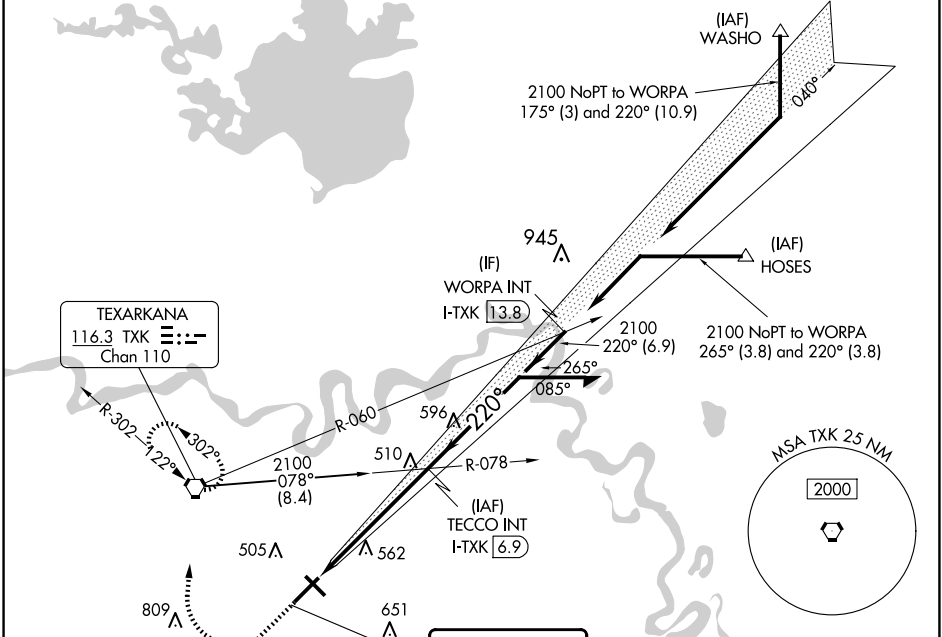 (IAF)
WASHO
2100 NoPT to WORPA
175° (3) and 220° (10.9)
040°
945
(IF)
WORPA INT
I-TXK 13.8
(IAF)
HOSES
TEXARKANA
116.3 TXK
Chan 110
2100
220° (6.9)
2100 NoPT to WORPA
265° (3.8) and 220° (3.8)
265°
085°
R-060
596
220°
R-302
122°
302°
2100
078°
(8.4)
510
R-078
(IAF)
TECCO INT
I-TXK 6.9
MSA TXK 25 NM
2000
505
562
809
651